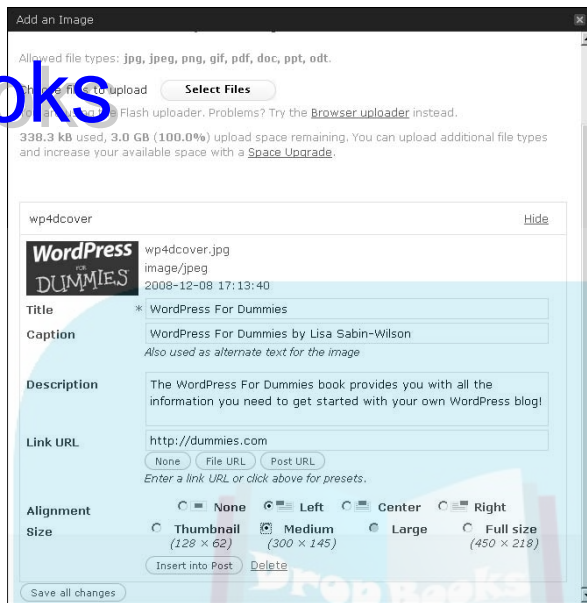 Add an Image
Allowed file types: jpg, jpeg, png, gif, pdf, doc, ppt, odt.
files to upload Select Files
Flash uploader. Problems? Try the Browser uploader instead.
338.3 kB used, 3.0 GB (100.0%) upload space remaining. You can upload additional file types
and increase your available space with a Space Upgrade.
wp4dcover Hide
WordPress
FOR
DUMMIES
wp4dcover.jpg
image/jpeg
2008-12-08 17:13:40
Title * WordPress For Dummies
Caption WordPress For Dummies by Lisa Sabin-Wilson
Also used as alternate text for the image
Description The WordPress For Dummies book provides you with all the
information you need to get started with your own WordPress blog!
Link URL http://dummies.com
None File URL Post URL
Enter a link URL or click above for presets.
Alignment None Left Center Right
Size Thumbnail Medium Large Full size
(128 × 62) (300 × 145) (450 × 218)
Insert into Post Delete
Drop Books
Save all changes